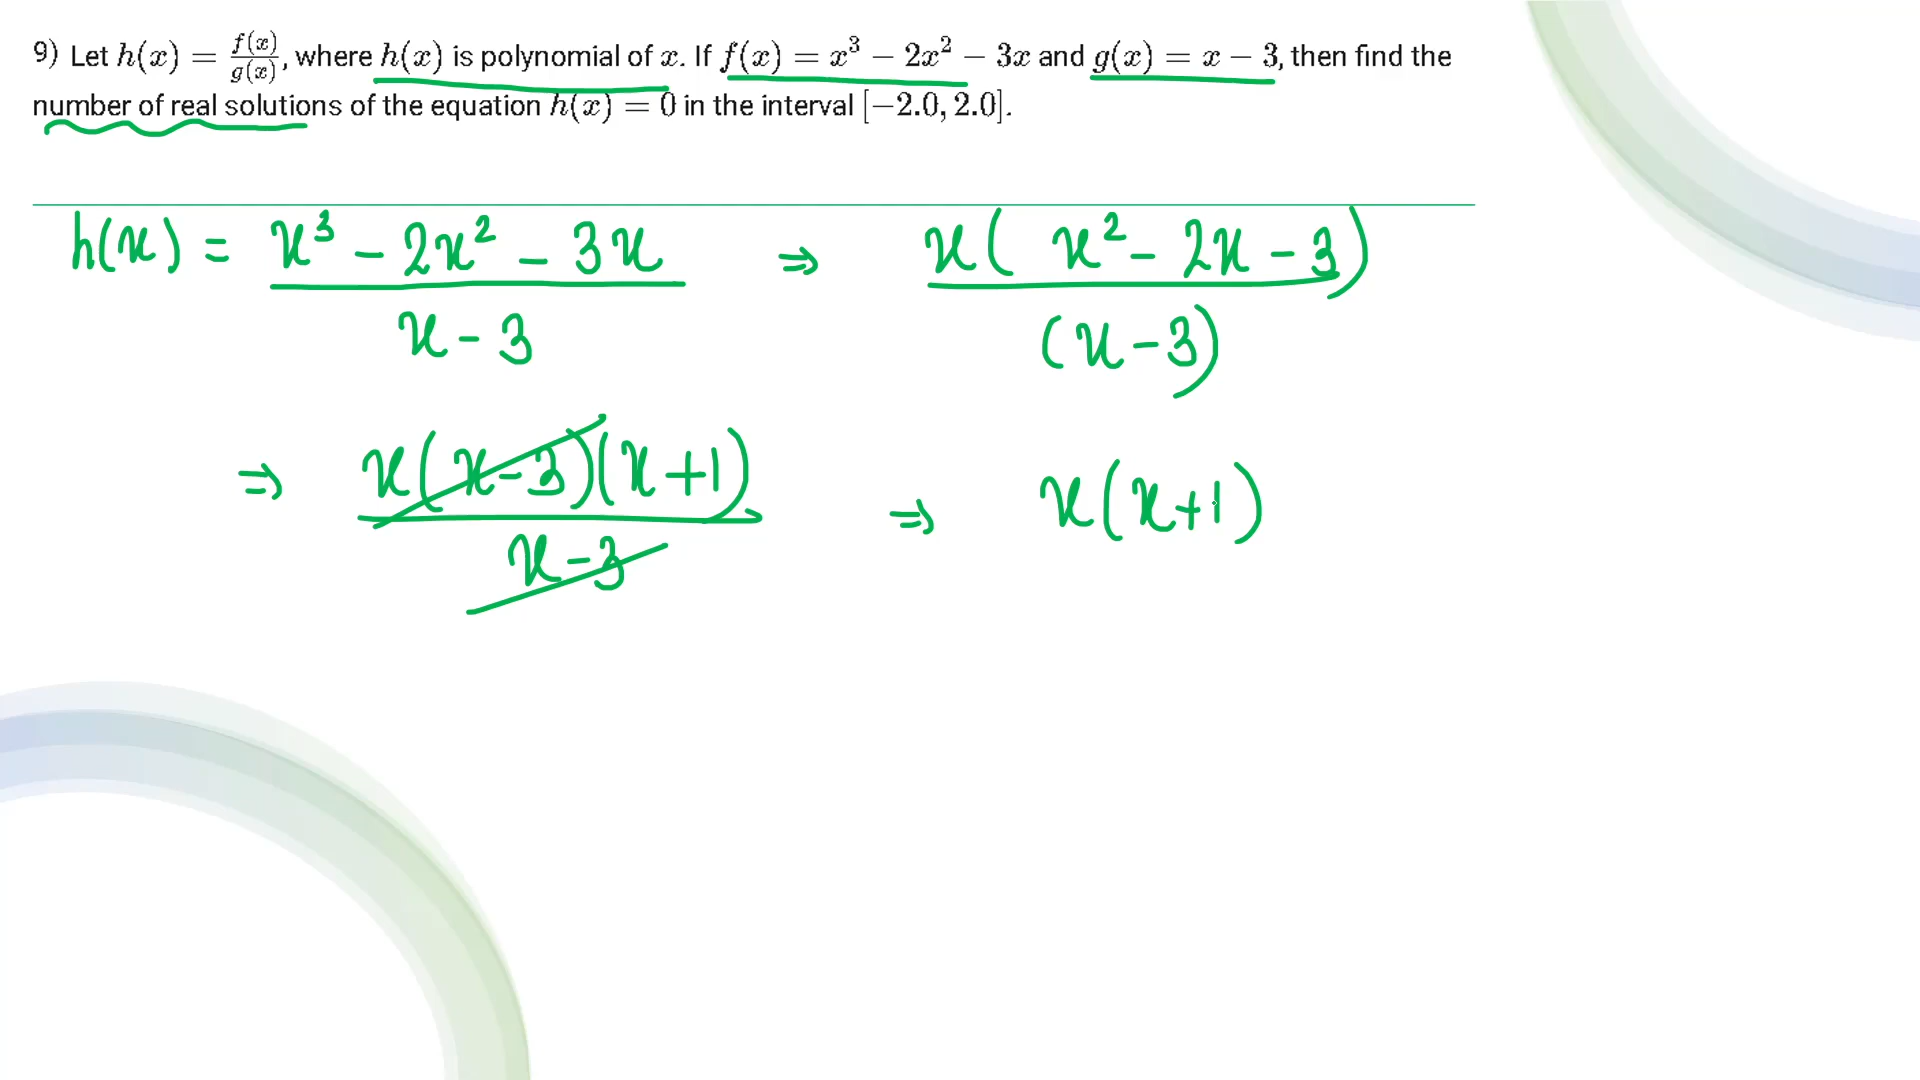 9) Let h(x) = f(x)/g(x), where h(x) is polynomial of x. If f(x) = x³ − 2x² − 3x and g(x) = x − 3, then find the
number of real solutions of the equation h(x) = 0 in the interval [−2.0, 2.0].
h(x) = (x³ − 2x² − 3x)/(x − 3) ⇒ x(x² − 2x − 3)/(x − 3)
⇒ x(x − 3)(x + 1)/(x − 3) ⇒ x(x + 1)